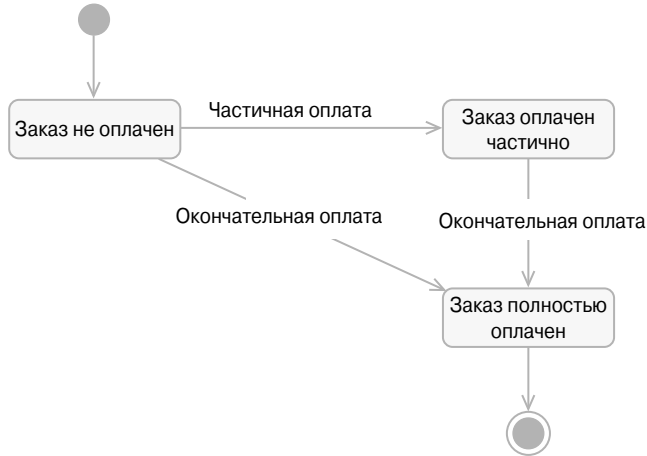 Частичная оплата
Заказ не оплачен
Заказ оплачен
частично
Окончательная оплата
Окончательная оплата
Заказ полностью
оплачен